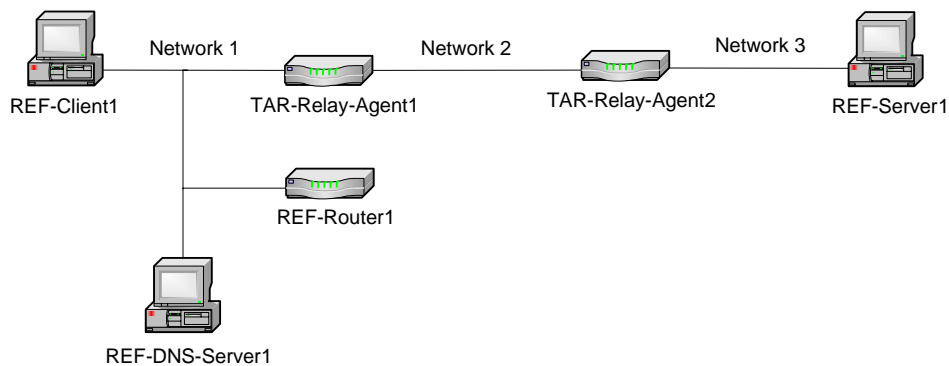 Network 1
Network 2
Network 3
REF-Client1
TAR-Relay-Agent1
TAR-Relay-Agent2
REF-Server1
REF-Router1
REF-DNS-Server1